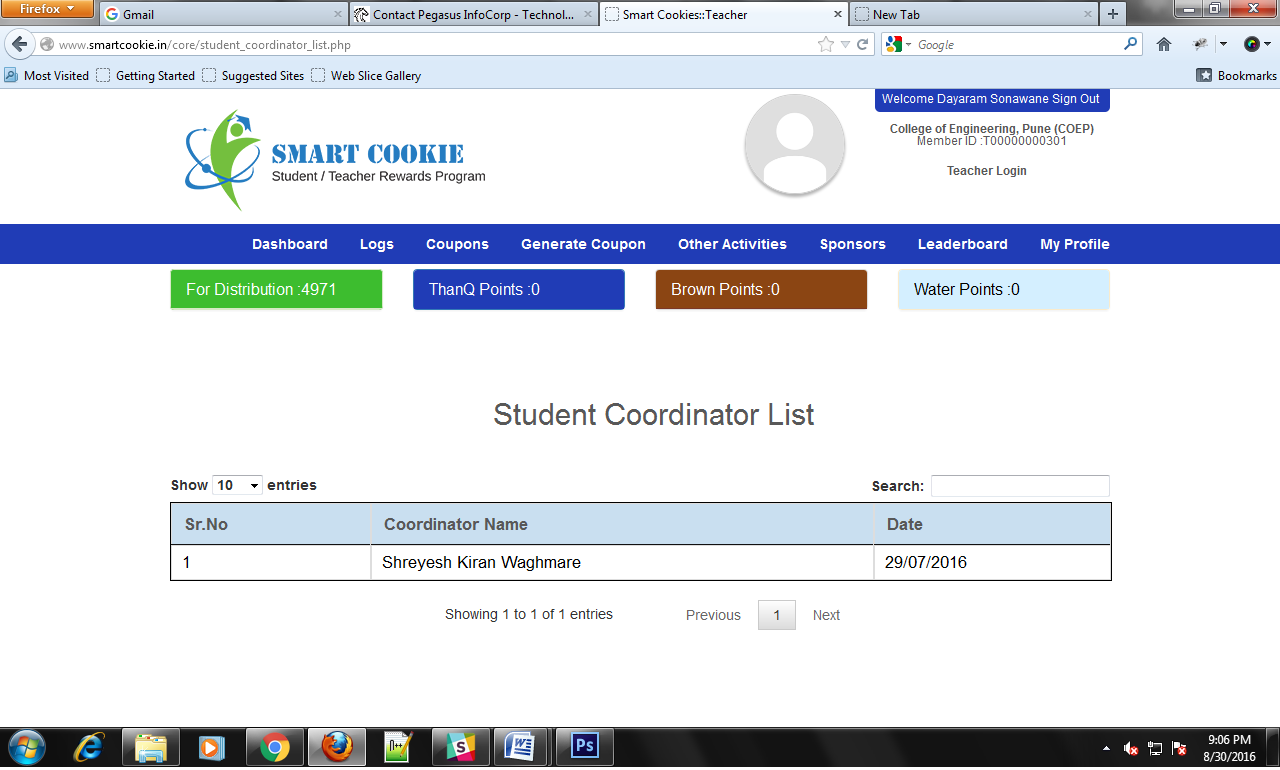 Firefox
Gmail
Contact Pegasus InfoCorp - Technol...
Smart Cookies::Teacher
New Tab
www.smartcookie.in/core/student_coordinator_list.php
Google
Most Visited
Getting Started
Suggested Sites
Web Slice Gallery
Bookmarks
Welcome Dayaram Sonawane Sign Out
College of Engineering, Pune (COEP)
Member ID :T00000000301
Teacher Login
SMART COOKIE
Student / Teacher Rewards Program
Dashboard Logs Coupons Generate Coupon Other Activities Sponsors Leaderboard My Profile
For Distribution :4971
ThanQ Points :0
Brown Points :0
Water Points :0
Student Coordinator List
Show 10 entries
Search:
Sr.No Coordinator Name Date
1 Shreyesh Kiran Waghmare 29/07/2016
Showing 1 to 1 of 1 entries
Previous 1 Next
9:06 PM
8/30/2016